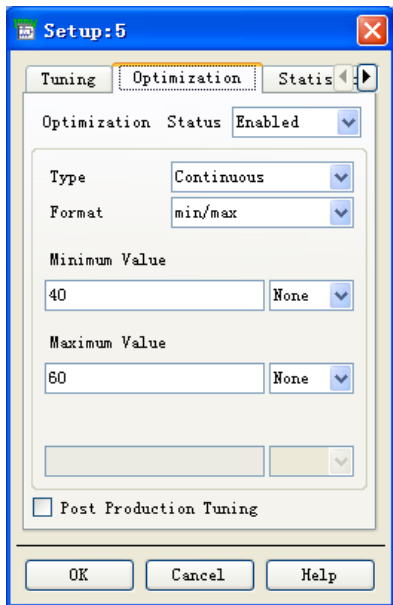 Setup:5
Tuning Optimization Statis
Optimization Status Enabled
Type Continuous
Format min/max
Minimum Value
40 None
Maximum Value
60 None
Post Production Tuning
OK Cancel Help